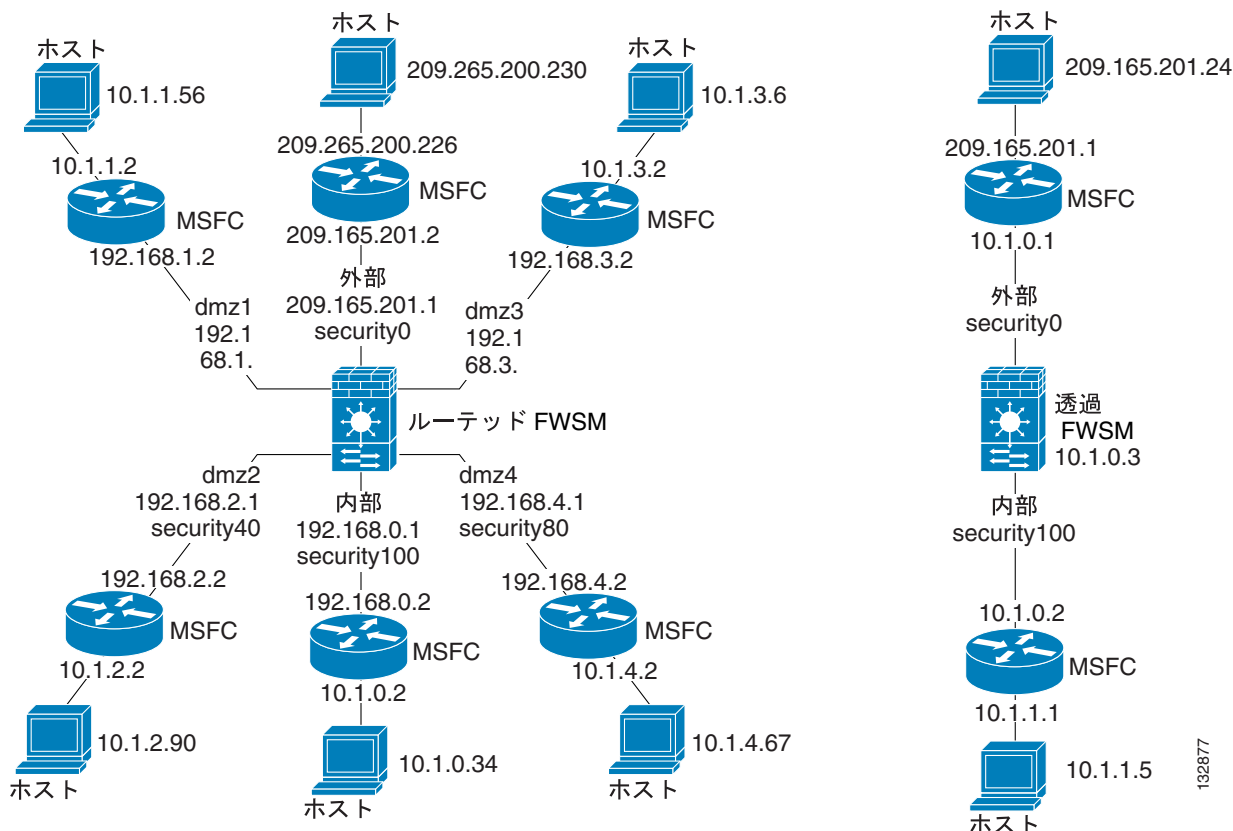 ホスト
10.1.1.56
10.1.1.2
MSFC
192.168.1.2
dmz1
192.1
68.1.
ホスト
209.265.200.230
209.265.200.226
MSFC
209.165.201.2
外部
209.165.201.1
security0
ホスト
10.1.3.6
10.1.3.2
MSFC
192.168.3.2
dmz3
192.1
68.3.
ルーテッド FWSM
dmz2
192.168.2.1
security40
192.168.2.2
MSFC
10.1.2.2
10.1.2.90
ホスト
内部
192.168.0.1
security100
192.168.0.2
MSFC
10.1.0.2
10.1.0.34
ホスト
dmz4
192.168.4.1
security80
192.168.4.2
MSFC
10.1.4.2
10.1.4.67
ホスト
ホスト
209.165.201.24
209.165.201.1
MSFC
10.1.0.1
外部
security0
透過
FWSM
10.1.0.3
内部
security100
10.1.0.2
MSFC
10.1.1.1
10.1.1.5
ホスト
132877